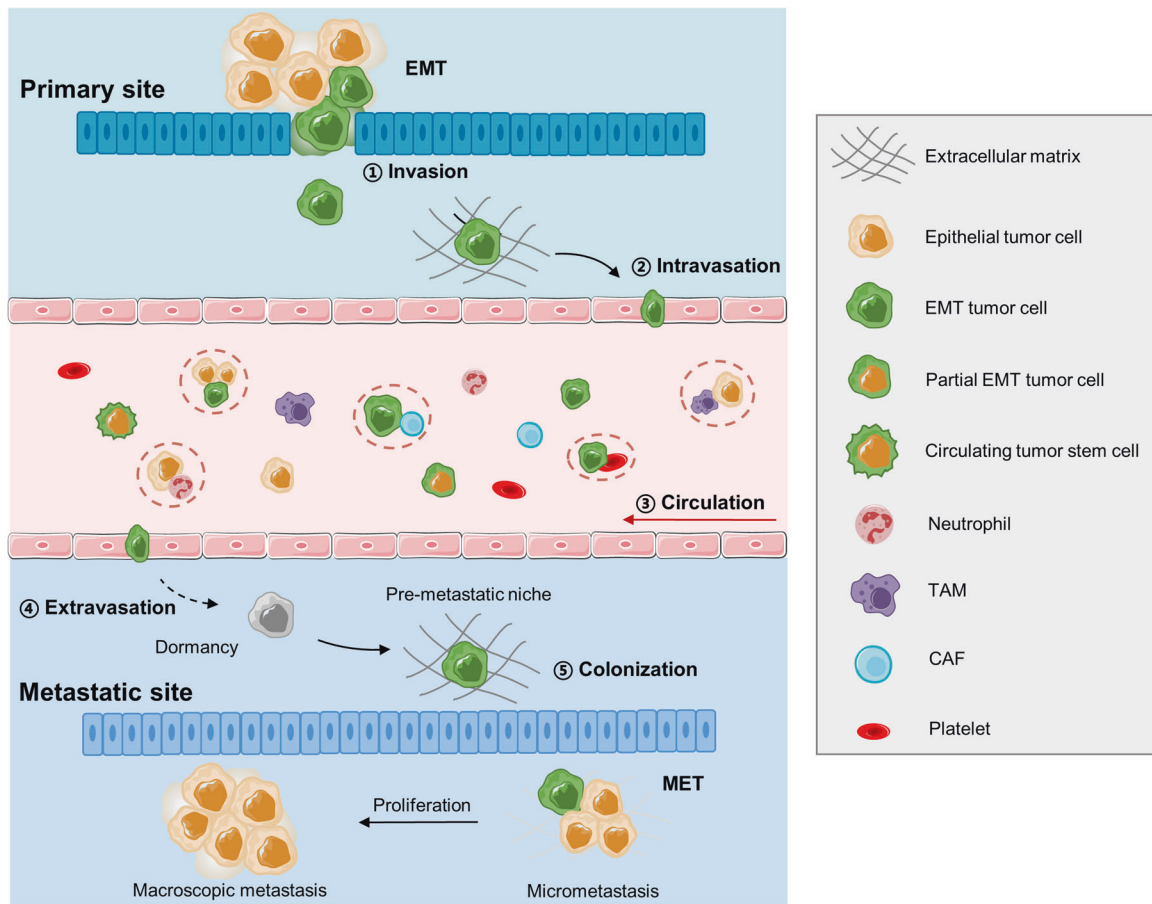 EMT
Primary site
① Invasion
② Intravasation
③ Circulation
④ Extravasation
Dormancy
Pre-metastatic niche
⑤ Colonization
Metastatic site
MET
Proliferation
Macroscopic metastasis
Micrometastasis
Extracellular matrix
Epithelial tumor cell
EMT tumor cell
Partial EMT tumor cell
Circulating tumor stem cell
Neutrophil
TAM
CAF
Platelet